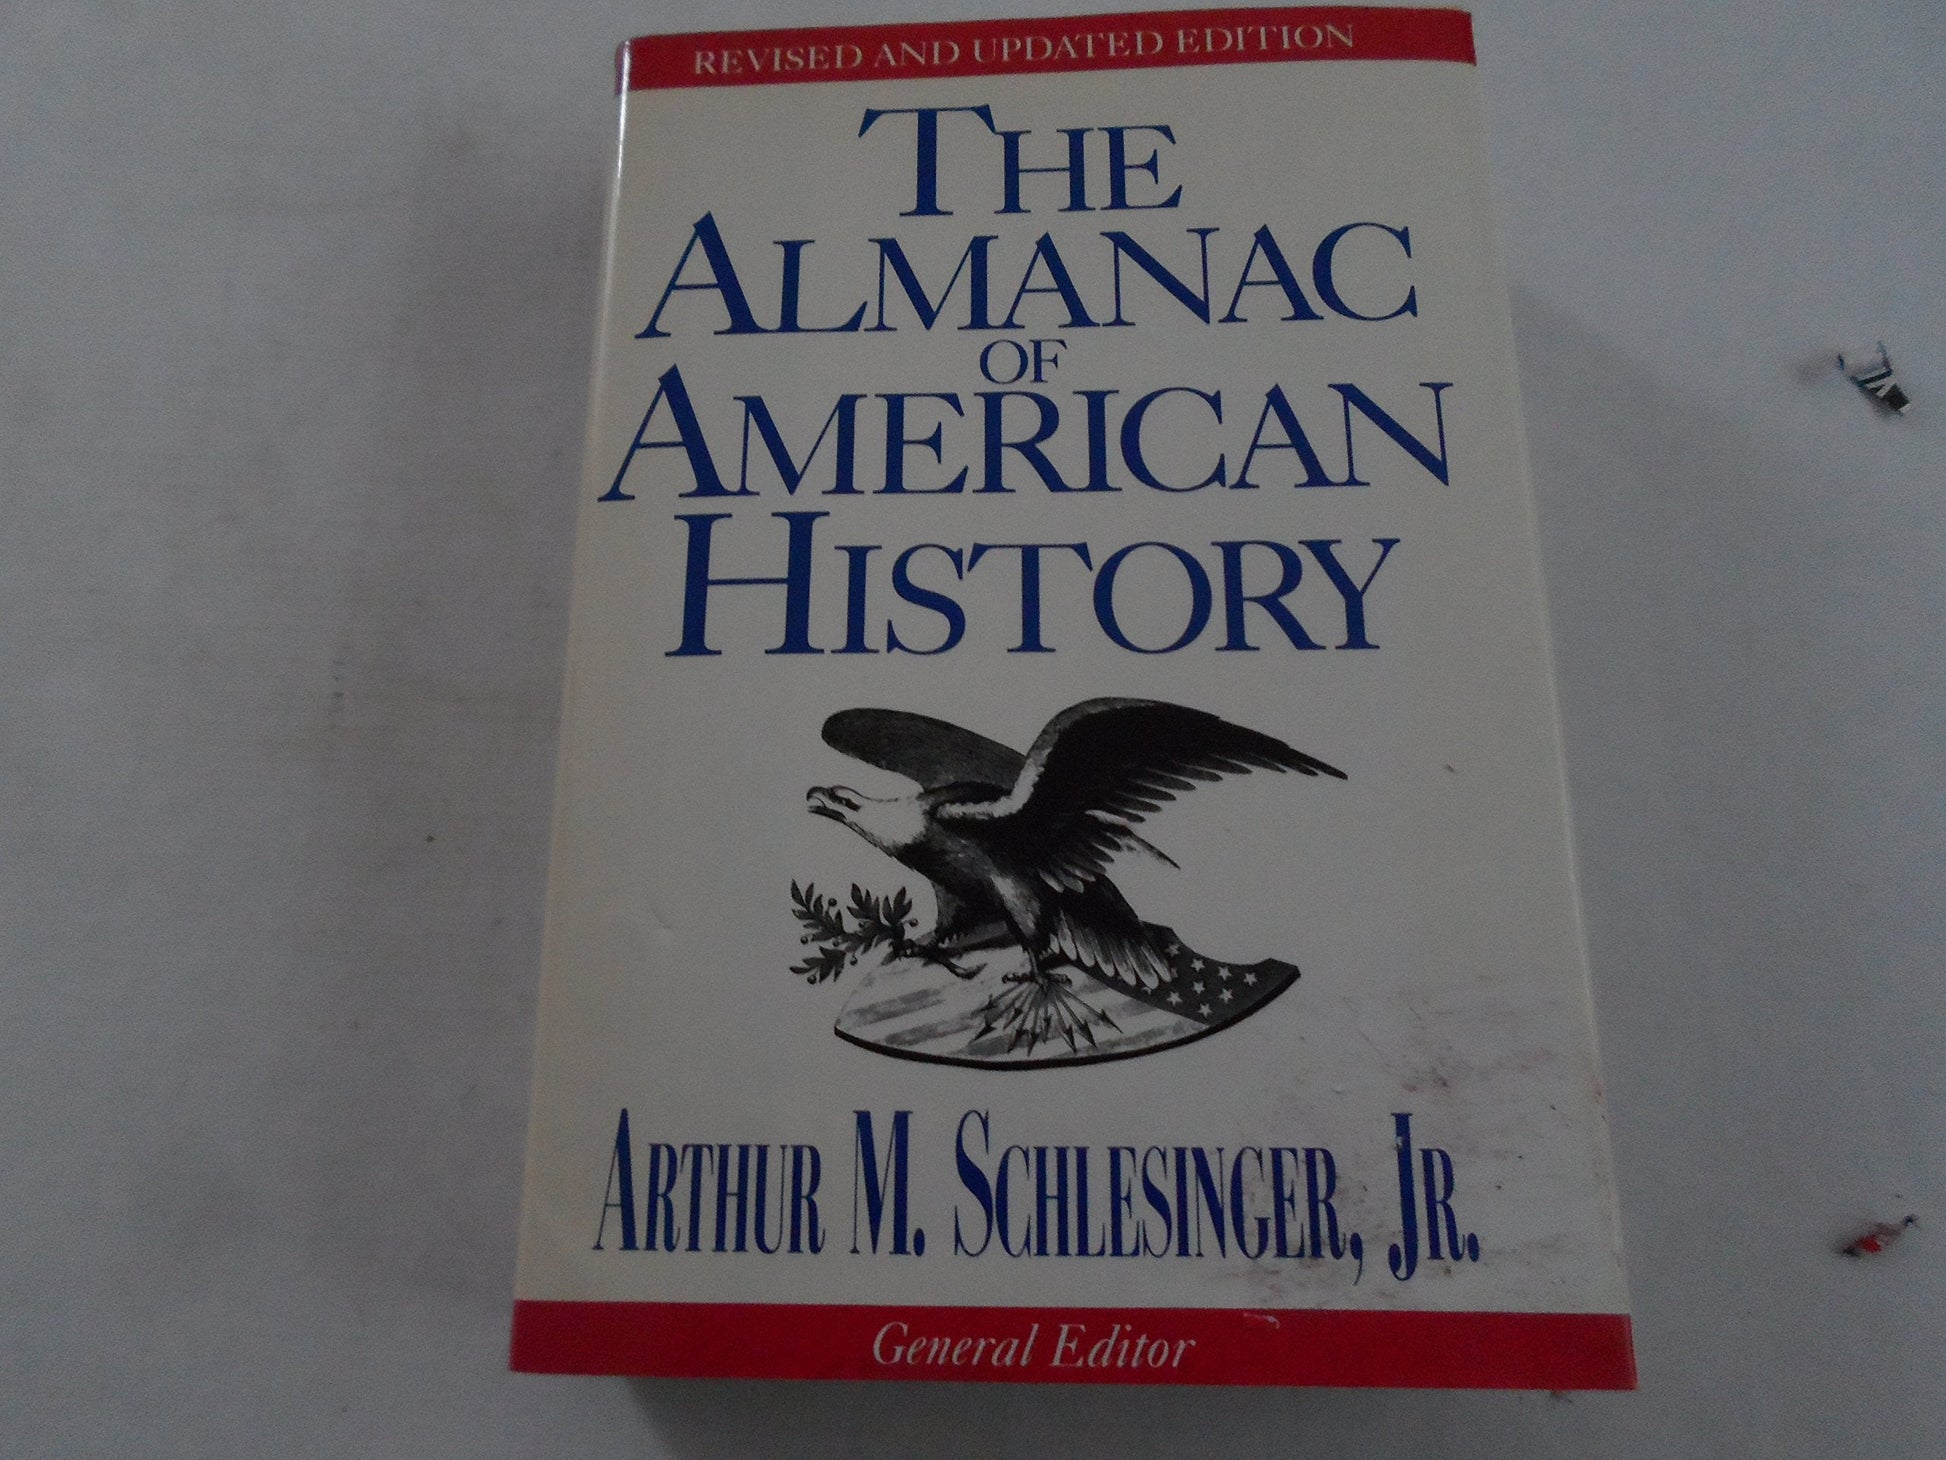 REVISED AND UPDATED EDITION
THE
ALMANAC
OF
AMERICAN
HISTORY
ARTHUR M. SCHLESINGER, JR.
General Editor